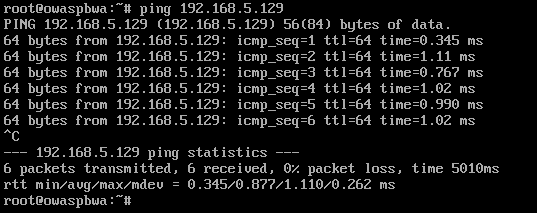 root@owaspbwa:~# ping 192.168.5.129
PING 192.168.5.129 (192.168.5.129) 56(84) bytes of data.
64 bytes from 192.168.5.129: icmp_seq=1 ttl=64 time=0.345 ms
64 bytes from 192.168.5.129: icmp_seq=2 ttl=64 time=1.11 ms
64 bytes from 192.168.5.129: icmp_seq=3 ttl=64 time=0.767 ms
64 bytes from 192.168.5.129: icmp_seq=4 ttl=64 time=1.02 ms
64 bytes from 192.168.5.129: icmp_seq=5 ttl=64 time=0.990 ms
64 bytes from 192.168.5.129: icmp_seq=6 ttl=64 time=1.02 ms
^C
--- 192.168.5.129 ping statistics ---
6 packets transmitted, 6 received, 0% packet loss, time 5010ms
rtt min/avg/max/mdev = 0.345/0.877/1.110/0.262 ms
root@owaspbwa:~#